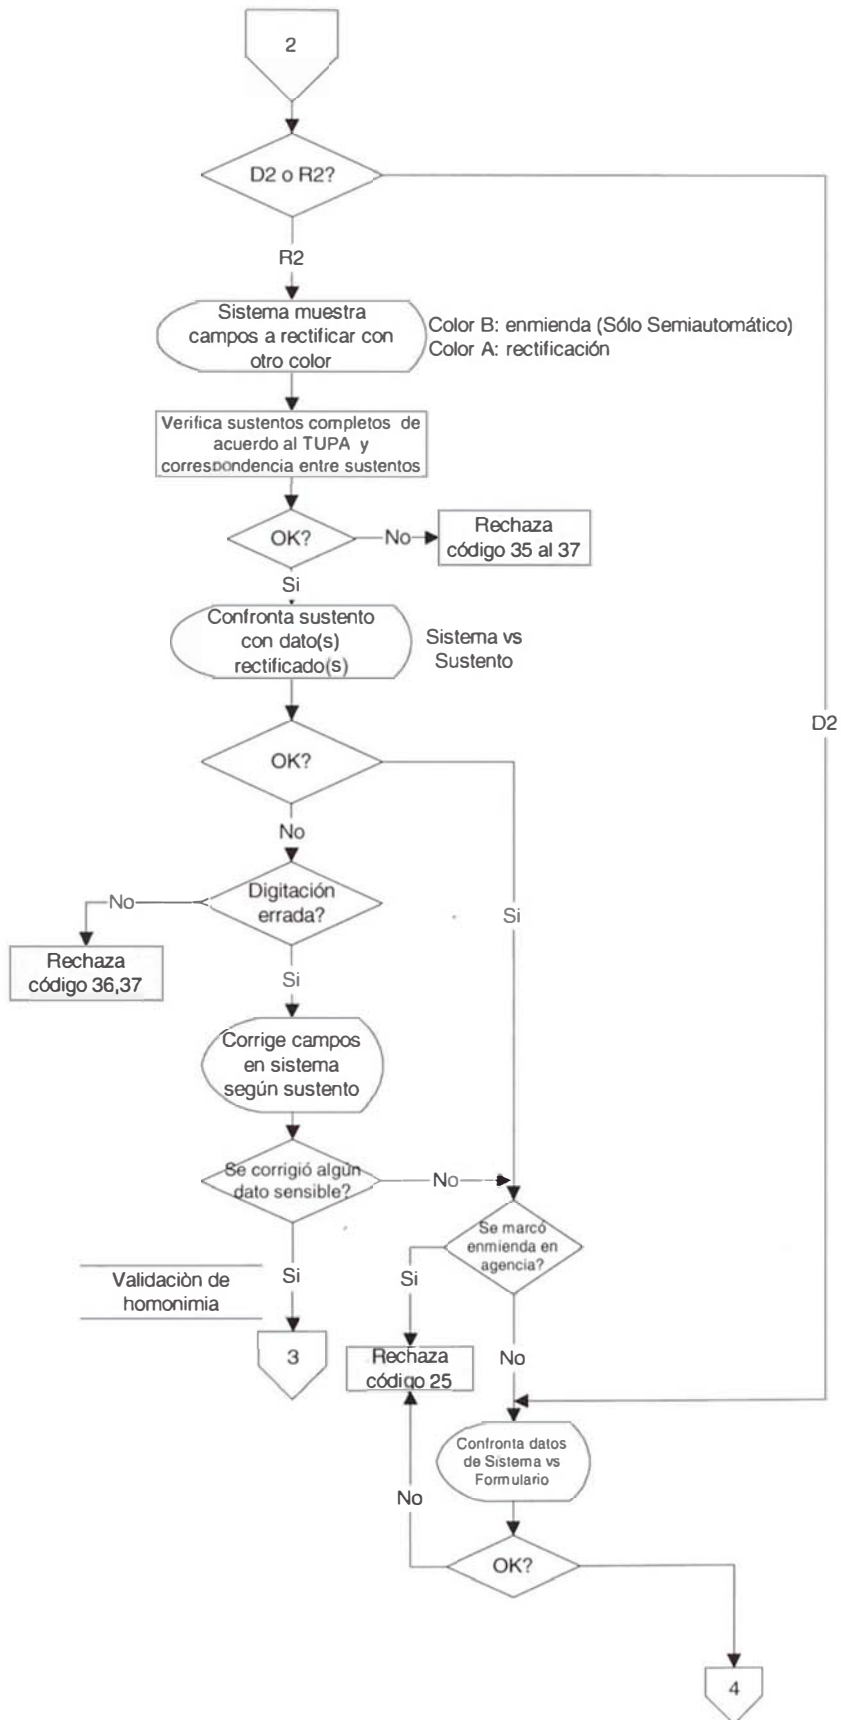 2
D2 o R2?
R2
Sistema muestra
campos a rectificar con
otro color
Color B: enmienda (Sólo Semiautomático)
Color A: rectificación
Verifica sustentos completos de
acuerdo al TUPA y
correspondencia entre sustentos
OK?
No
Rechaza
código 35 al 37
Si
Confronta sustento
con dato(s)
rectificado(s)
Sistema vs
Sustento
D2
OK?
No
Si
Digitación
errada?
No
Rechaza
código 36,37
Si
Corrige campos
en sistema
según sustento
Se corrigió algún
dato sensible?
No
Se marcó
enmienda en
agencia?
Si
Validaciòn de
homonimia
3
Si
Rechaza
código 25
No
Confronta datos
de Sistema vs
Formulario
No
OK?
4